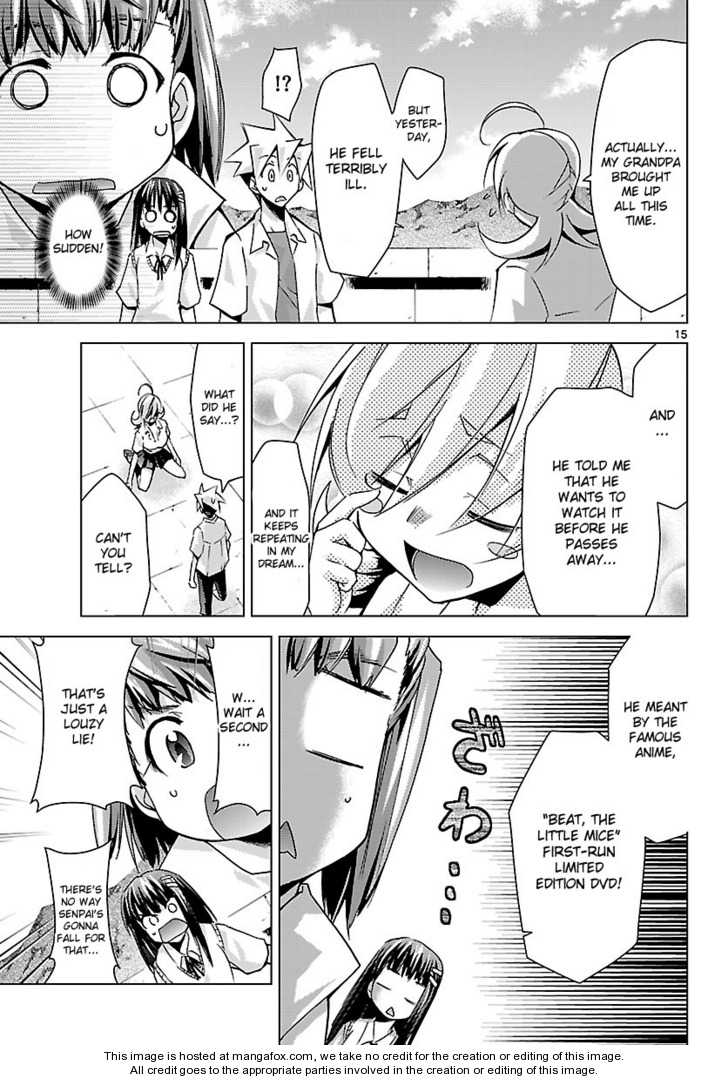 ACTUALLY...
MY GRANDPA
BROUGHT
ME UP
ALL THIS
TIME.
BUT
YESTER-
DAY,
HE FELL
TERRIBLY
ILL.
!?
HOW
SUDDEN!
15
AND
...
HE TOLD ME
THAT HE
WANTS TO
WATCH IT
BEFORE HE
PASSES
AWAY...
AND IT
KEEPS
REPEATING
IN MY
DREAM...
WHAT
DID HE
SAY...?
CAN'T
YOU
TELL?
HE MEANT
BY THE
FAMOUS
ANIME,
"BEAT, THE
LITTLE MICE"
FIRST-RUN
LIMITED
EDITION DVD!
ざわ・・・・
W...
WAIT A
SECOND
...
THAT'S
JUST A
LOUZY
LIE!
THERE'S
NO WAY
SENPAI'S
GONNA
FALL FOR
THAT...
This image is hosted at mangafox.com, we take no credit for the creation or editing of this image.
All credit goes to the appropriate parties involved in the creation or editing of this image.